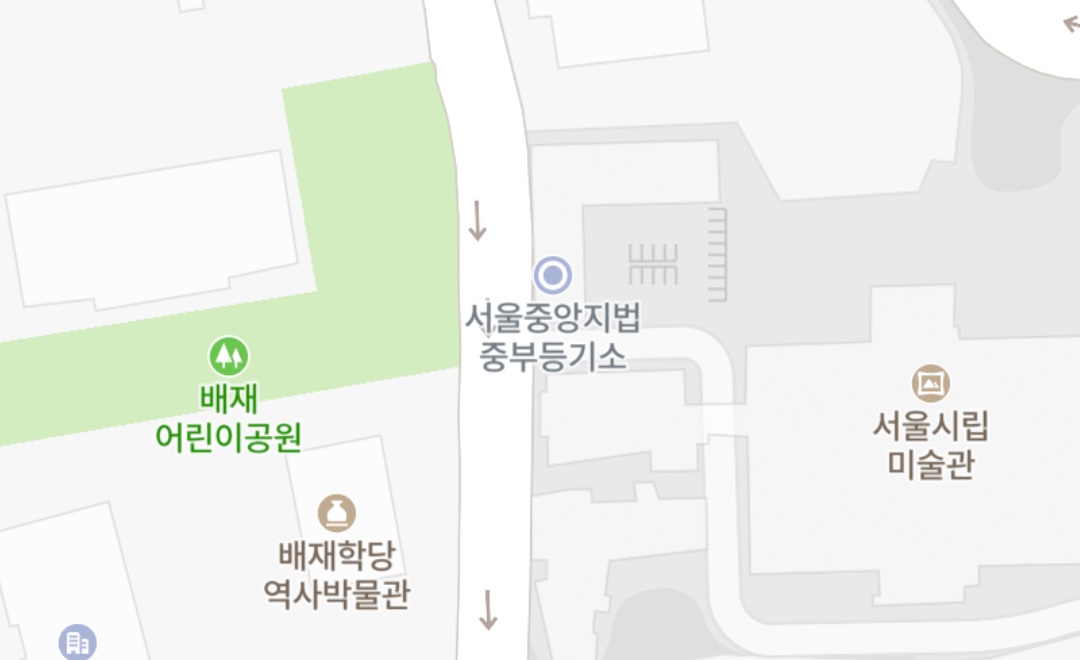 서울중앙지법
중부등기소
배재
어린이공원
서울시립
미술관
배재학당
역사박물관